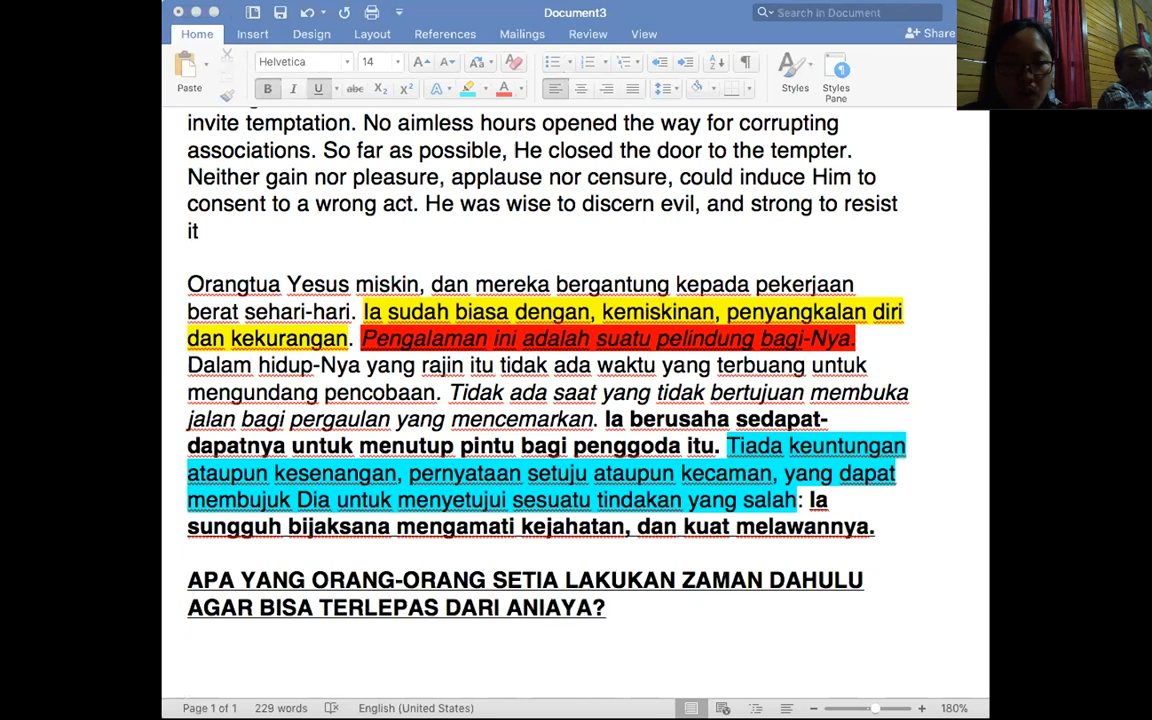 Document3
Search in Document
Home Insert Design Layout References Mailings Review View Share
Helvetica 14
Paste
B I U abc X₂ X²
Styles
Styles Pane
invite temptation. No aimless hours opened the way for corrupting
associations. So far as possible, He closed the door to the tempter.
Neither gain nor pleasure, applause nor censure, could induce Him to
consent to a wrong act. He was wise to discern evil, and strong to resist
it
Orangtua Yesus miskin, dan mereka bergantung kepada pekerjaan
berat sehari-hari. Ia sudah biasa dengan, kemiskinan, penyangkalan diri
dan kekurangan. Pengalaman ini adalah suatu pelindung bagi-Nya.
Dalam hidup-Nya yang rajin itu tidak ada waktu yang terbuang untuk
mengundang pencobaan. Tidak ada saat yang tidak bertujuan membuka
jalan bagi pergaulan yang mencemarkan. Ia berusaha sedapat-
dapatnya untuk menutup pintu bagi penggoda itu. Tiada keuntungan
ataupun kesenangan, pernyataan setuju ataupun kecaman, yang dapat
membujuk Dia untuk menyetujui sesuatu tindakan yang salah: Ia
sungguh bijaksana mengamati kejahatan, dan kuat melawannya.
APA YANG ORANG-ORANG SETIA LAKUKAN ZAMAN DAHULU
AGAR BISA TERLEPAS DARI ANIAYA?
Page 1 of 1 229 words English (United States) 180%